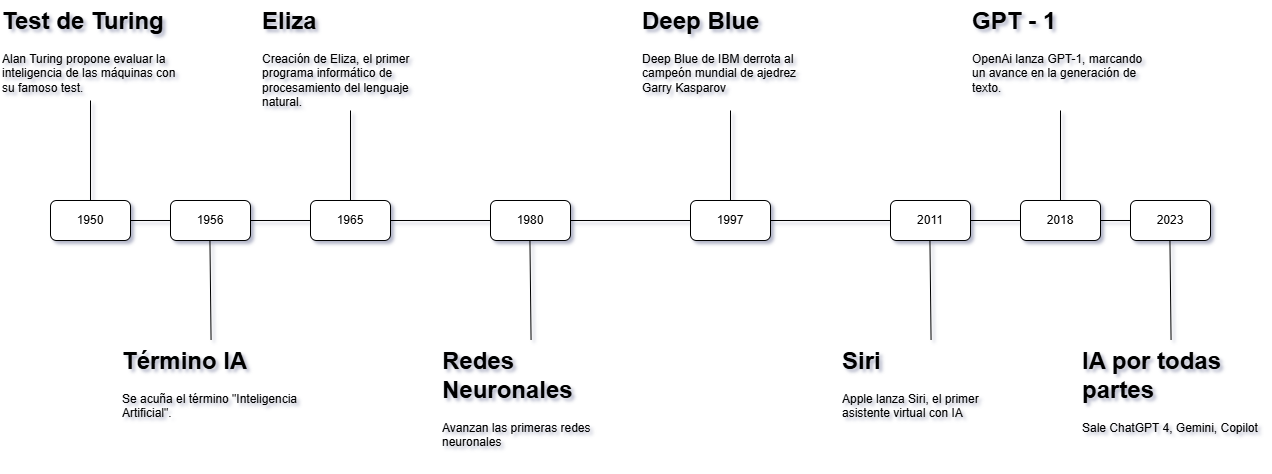 Test de Turing
Alan Turing propone evaluar la
inteligencia de las máquinas con
su famoso test.
Eliza
Creación de Eliza, el primer
programa informático de
procesamiento del lenguaje
natural.
Deep Blue
Deep Blue de IBM derrota al
campeón mundial de ajedrez
Garry Kasparov
GPT - 1
OpenAi lanza GPT-1, marcando
un avance en la generación de
texto.
1950
1956
1965
1980
1997
2011
2018
2023
Término IA
Se acuña el término "Inteligencia
Artificial".
Redes
Neuronales
Avanzan las primeras redes
neuronales
Siri
Apple lanza Siri, el primer
asistente virtual con IA
IA por todas
partes
Sale ChatGPT 4, Gemini, Copilot